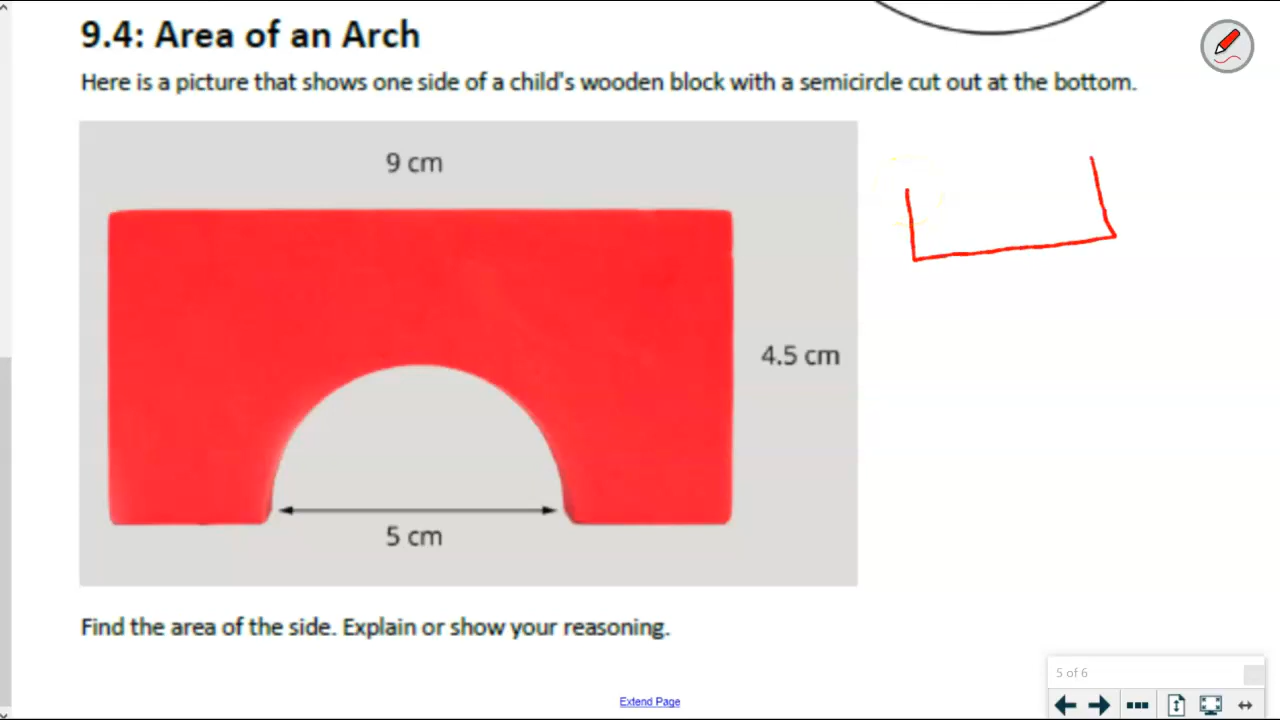 9.4: Area of an Arch
Here is a picture that shows one side of a child's wooden block with a semicircle cut out at the bottom.
9 cm
4.5 cm
5 cm
Find the area of the side. Explain or show your reasoning.
5 of 6
Extend Page